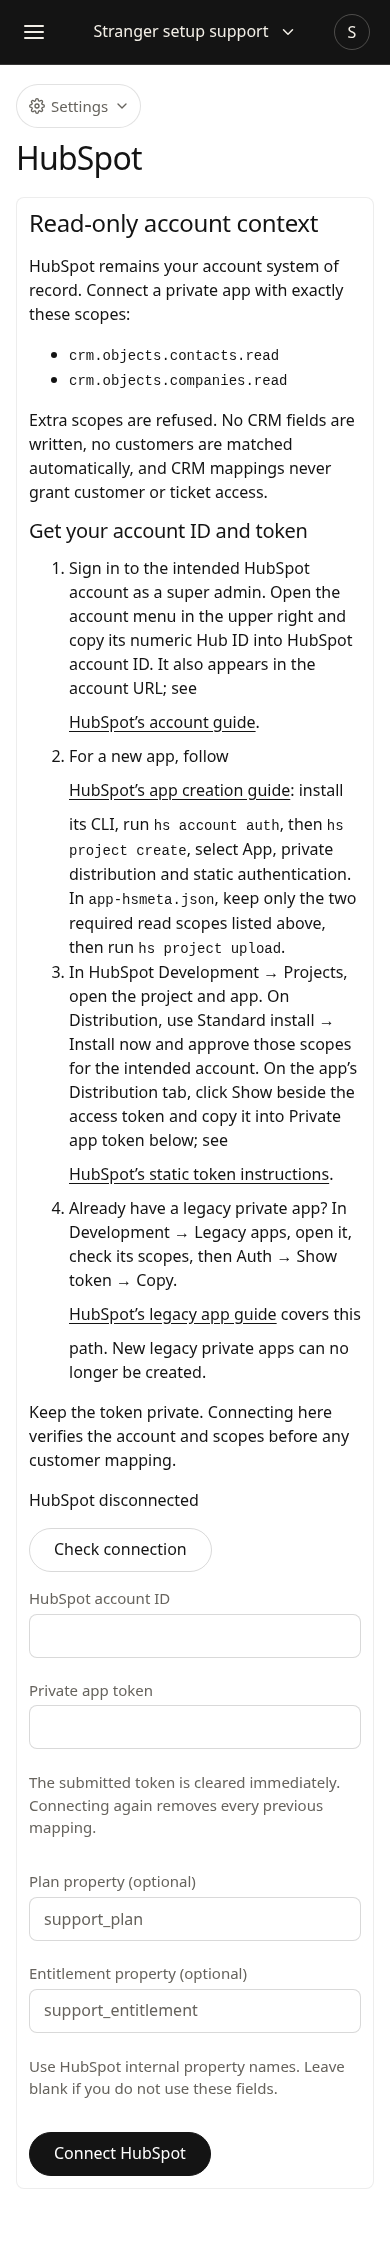 Stranger setup support
S
Settings
HubSpot
Read-only account context
HubSpot remains your account system of
record. Connect a private app with exactly
these scopes:
• crm.objects.contacts.read
• crm.objects.companies.read
Extra scopes are refused. No CRM fields are
written, no customers are matched
automatically, and CRM mappings never
grant customer or ticket access.
Get your account ID and token
1. Sign in to the intended HubSpot
account as a super admin. Open the
account menu in the upper right and
copy its numeric Hub ID into HubSpot
account ID. It also appears in the
account URL; see
HubSpot’s account guide.
2. For a new app, follow
HubSpot’s app creation guide: install
its CLI, run hs account auth, then hs
project create, select App, private
distribution and static authentication.
In app-hsmeta.json, keep only the two
required read scopes listed above,
then run hs project upload.
3. In HubSpot Development → Projects,
open the project and app. On
Distribution, use Standard install →
Install now and approve those scopes
for the intended account. On the app’s
Distribution tab, click Show beside the
access token and copy it into Private
app token below; see
HubSpot’s static token instructions.
4. Already have a legacy private app? In
Development → Legacy apps, open it,
check its scopes, then Auth → Show
token → Copy.
HubSpot’s legacy app guide covers this
path. New legacy private apps can no
longer be created.
Keep the token private. Connecting here
verifies the account and scopes before any
customer mapping.
HubSpot disconnected
Check connection
HubSpot account ID
Private app token
The submitted token is cleared immediately.
Connecting again removes every previous
mapping.
Plan property (optional)
support_plan
Entitlement property (optional)
support_entitlement
Use HubSpot internal property names. Leave
blank if you do not use these fields.
Connect HubSpot